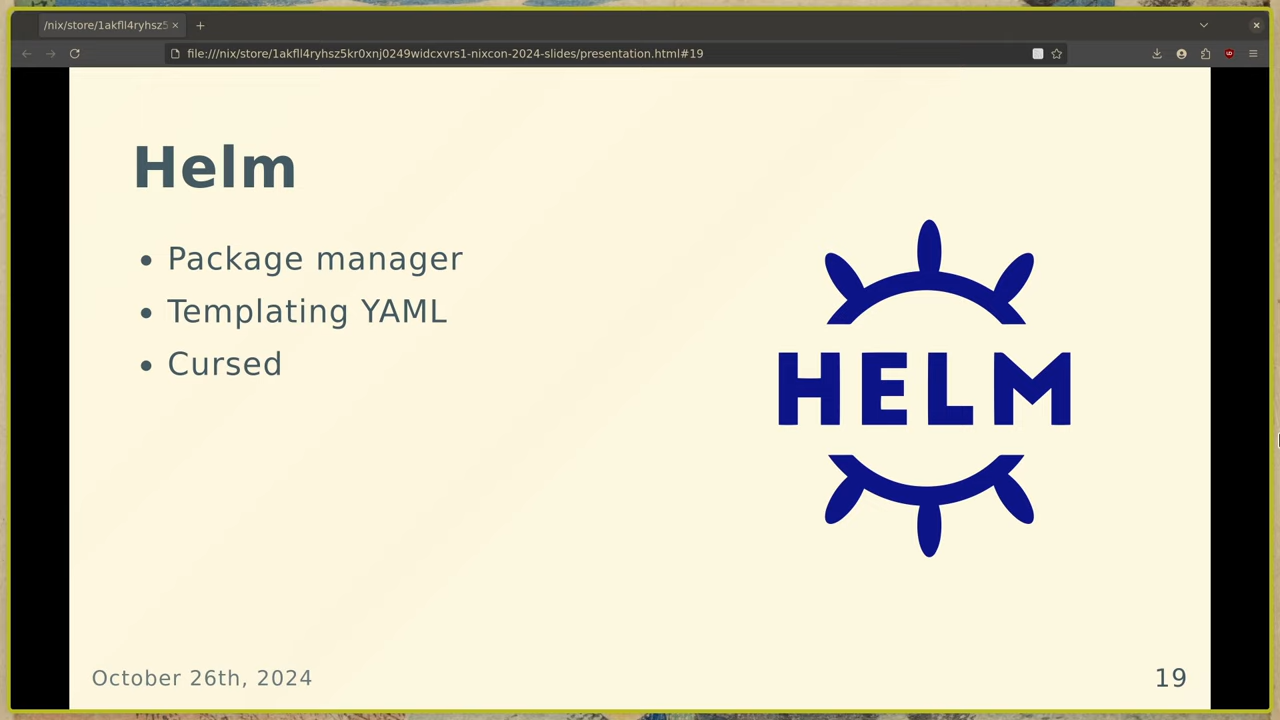 /nix/store/1akfll4ryhsz5
file:///nix/store/1akfll4ryhsz5kr0xnj0249widcxvrs1-nixcon-2024-slides/presentation.html#19
Helm
• Package manager
• Templating YAML
• Cursed
HELM
October 26th, 2024
19